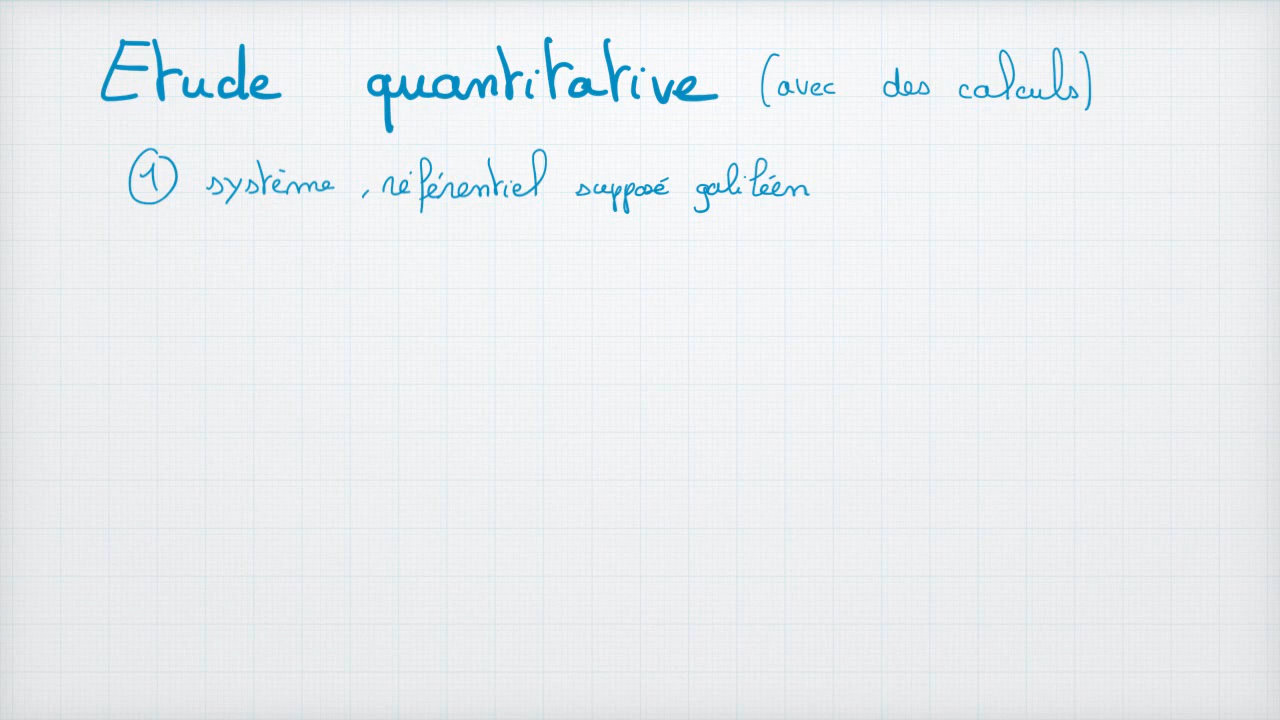 Etude quantitative (avec des calculs)
① système, référentiel supposé galiléen